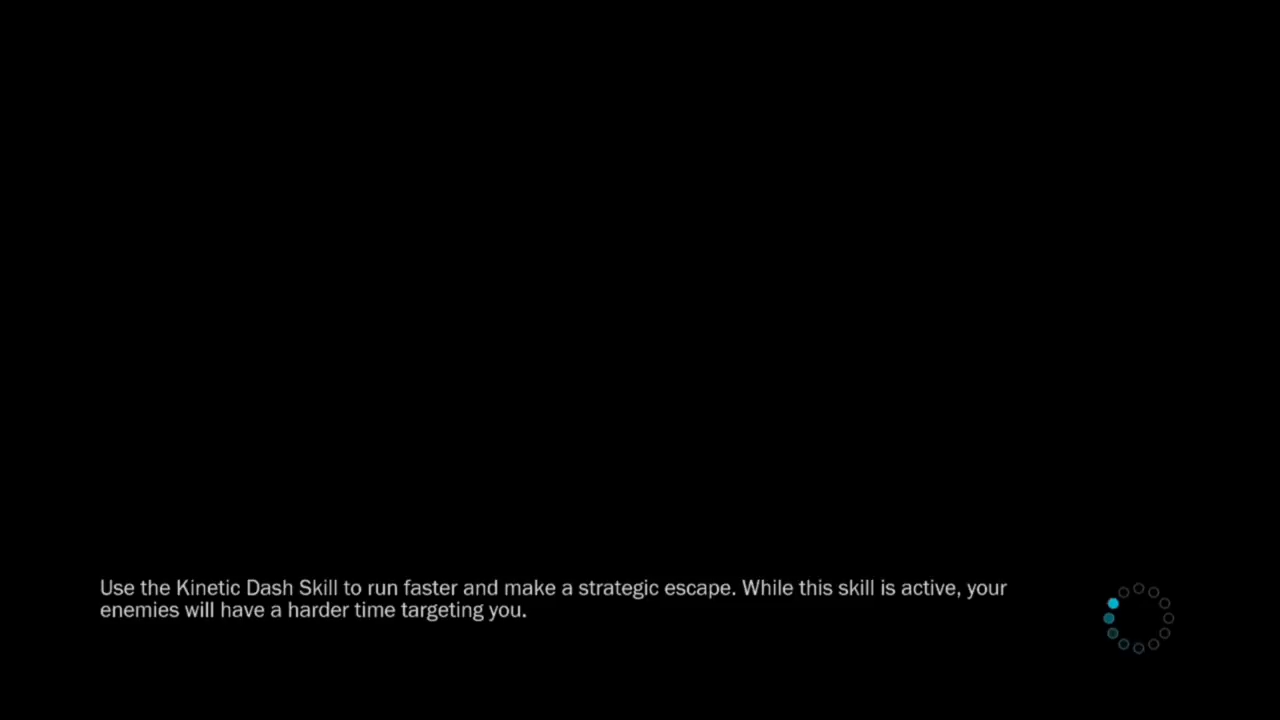 Use the Kinetic Dash Skill to run faster and make a strategic escape. While this skill is active, your
enemies will have a harder time targeting you.